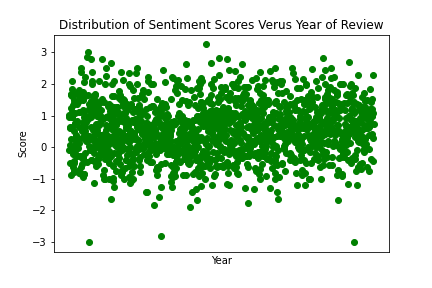 Distribution of Sentiment Scores Verus Year of Review
3
2
1
0
−1
−2
−3
Score
Year